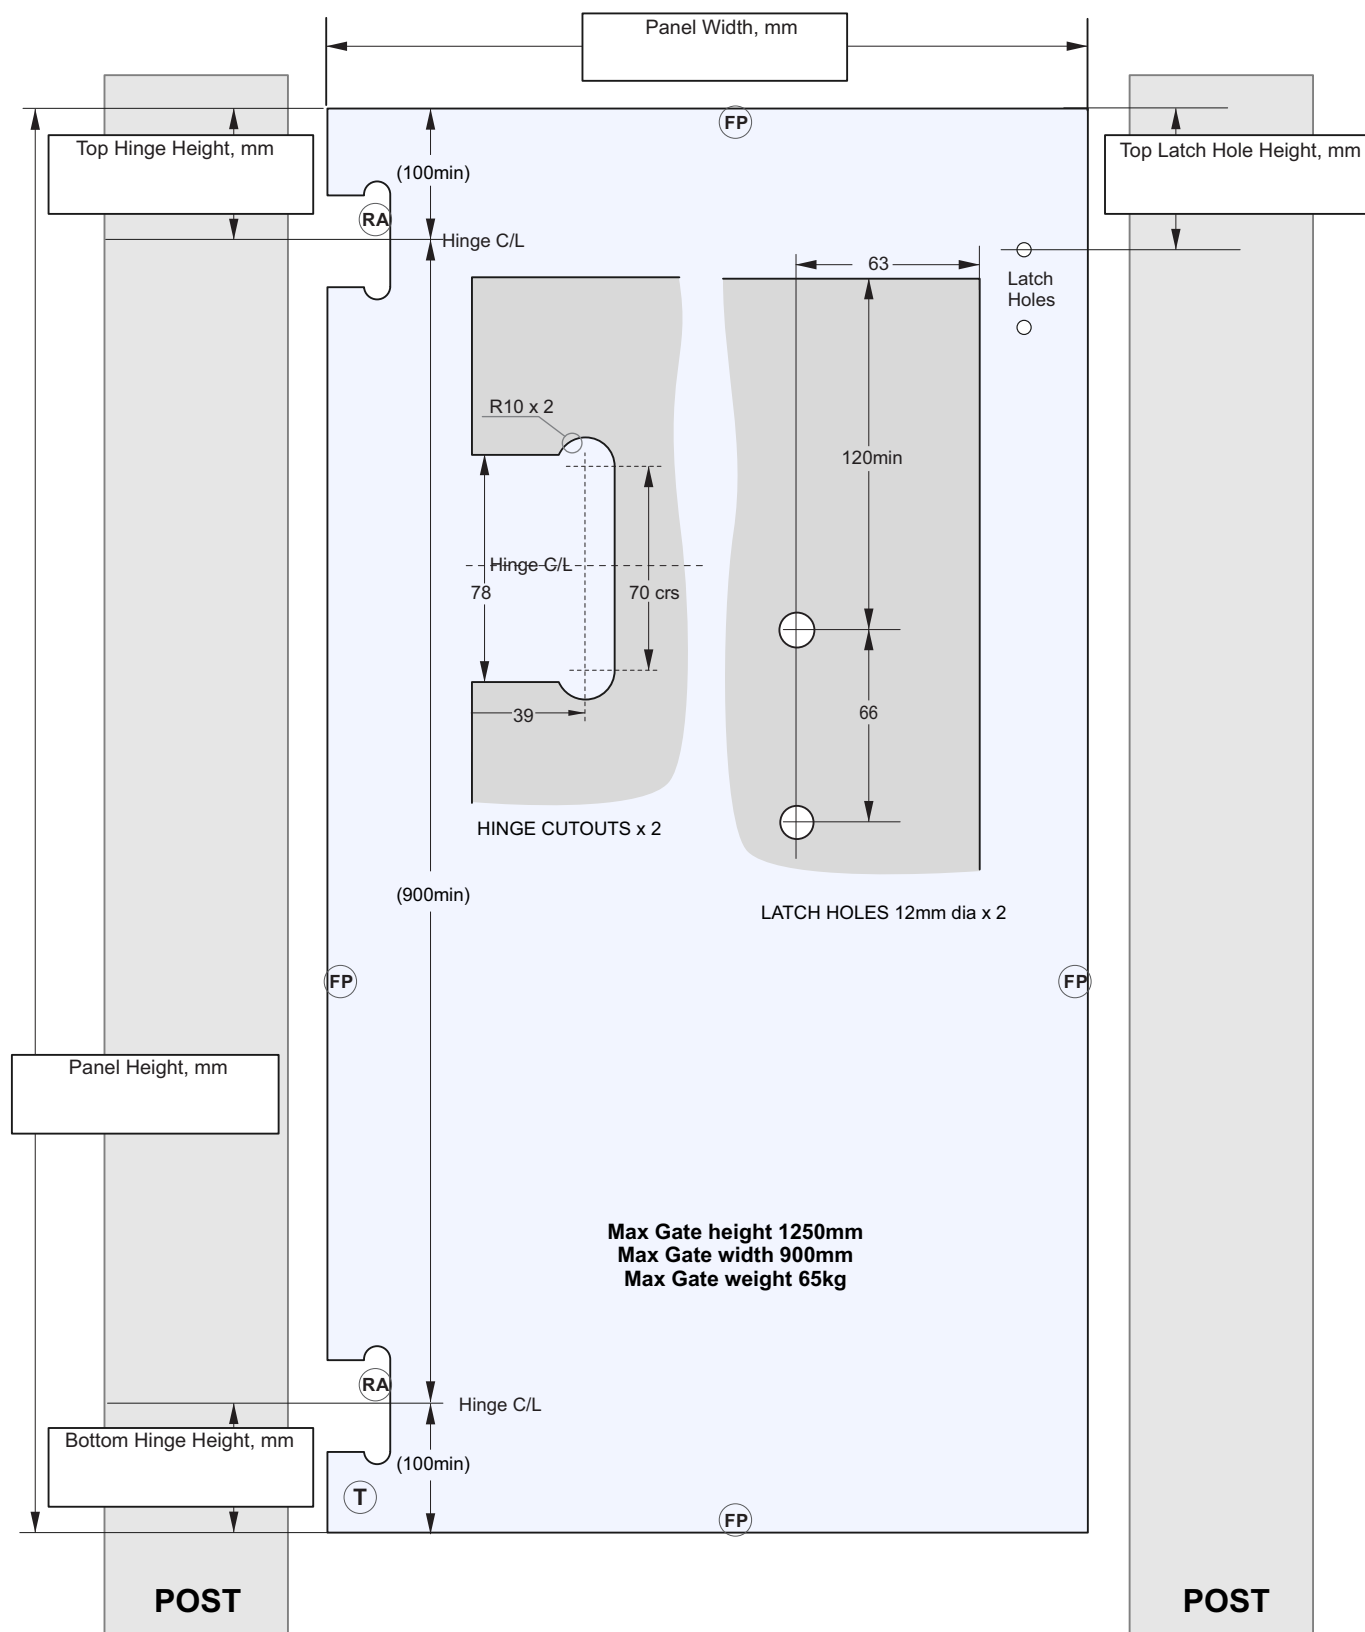 Panel Width, mm
FP
Top Hinge Height, mm
(100min)
Top Latch Hole Height, mm
RA
Hinge C/L
63
Latch
Holes
R10 x 2
120min
Hinge C/L
78
70 crs
39
66
HINGE CUTOUTS x 2
(900min)
LATCH HOLES 12mm dia x 2
FP
FP
Panel Height, mm
Max Gate height 1250mm
Max Gate width 900mm
Max Gate weight 65kg
RA
Hinge C/L
Bottom Hinge Height, mm
(100min)
T
FP
POST
POST